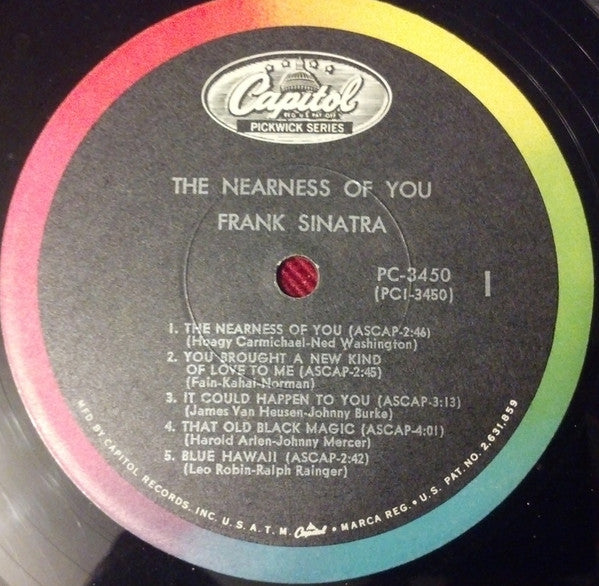 Capitol
REG. U.S. PAT. OFF.
PICKWICK SERIES
THE NEARNESS OF YOU
FRANK SINATRA
PC-3450
(PC1-3450)
1
1. THE NEARNESS OF YOU (ASCAP-2:46)
(Hoagy Carmichael-Ned Washington)
2. YOU BROUGHT A NEW KIND
OF LOVE TO ME (ASCAP-2:45)
(Fain-Kahal-Norman)
3. IT COULD HAPPEN TO YOU (ASCAP-3:13)
(James Van Heusen-Johnny Burke)
4. THAT OLD BLACK MAGIC (ASCAP-4:01)
(Harold Arlen-Johnny Mercer)
5. BLUE HAWAII (ASCAP-2:42)
(Leo Robin-Ralph Rainger)
MFD. BY CAPITOL RECORDS, INC. U.S.A. T.M. Capitol • MARCA REG. • U.S. PAT. NO. 2,631,859